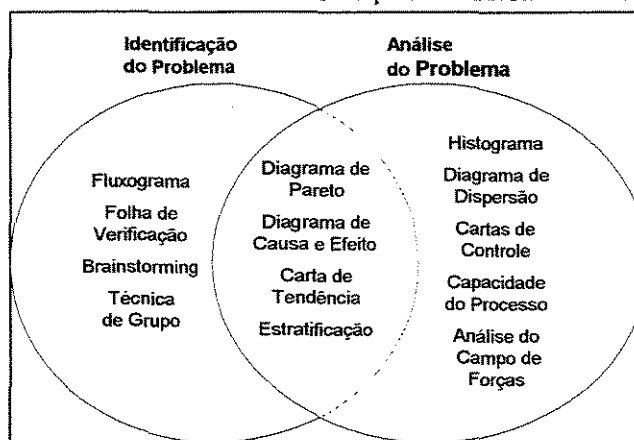 Identificação
do Problema
Análise
do Problema
Fluxograma
Folha de
Verificação
Brainstorming
Técnica
de Grupo
Diagrama de
Pareto
Diagrama de
Causa e Efeito
Carta de
Tendência
Estratificação
Histograma
Diagrama de
Dispersão
Cartas de
Controle
Capacidade
do Processo
Análise do
Campo de
Forças